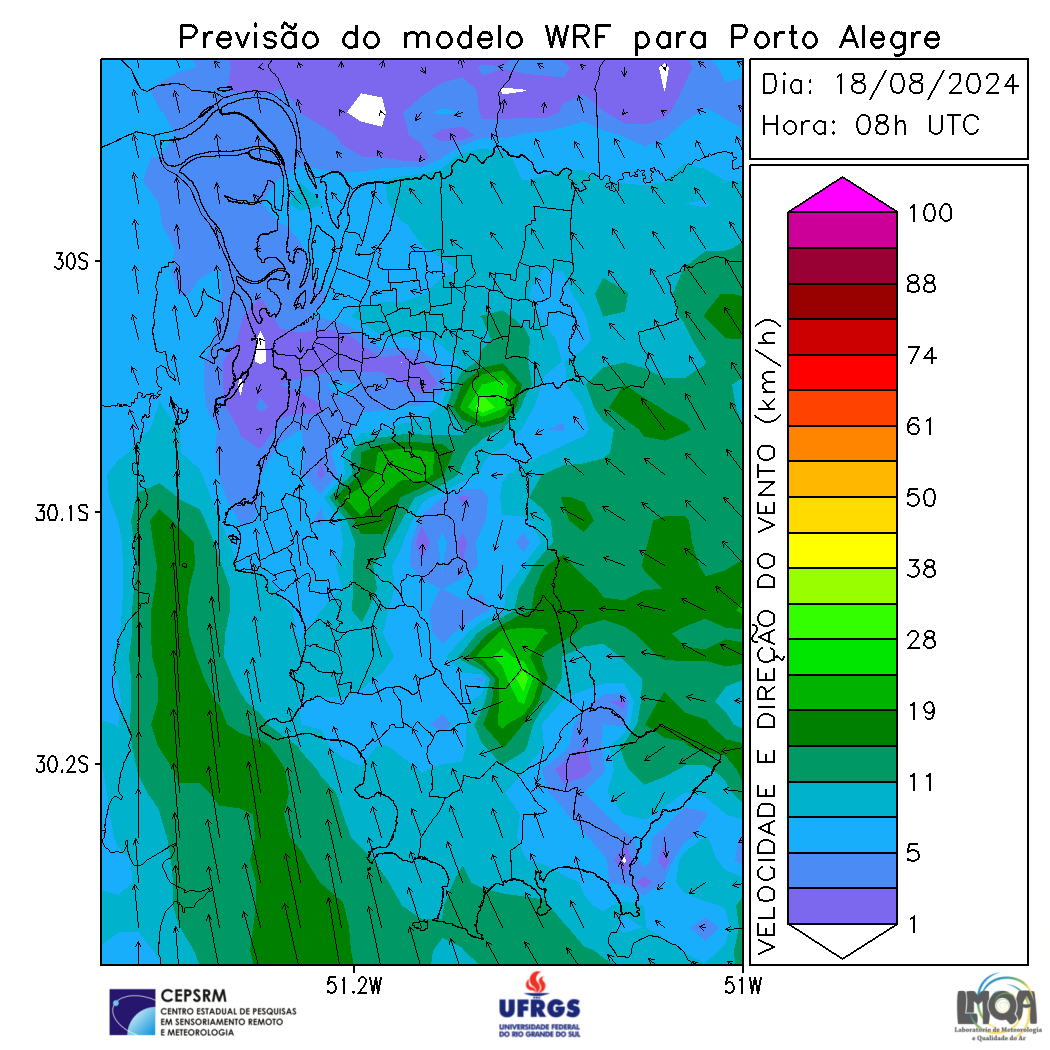 Previsão do modelo WRF para Porto Alegre
Dia: 18/08/2024
Hora: 08h UTC
30S
30.1S
30.2S
51.2W
51W
VELOCIDADE E DIREÇÃO DO VENTO (km/h)
100
88
74
61
50
38
28
19
11
5
1
CEPSRM
CENTRO ESTADUAL DE PESQUISAS
EM SENSORIAMENTO REMOTO
E METEOROLOGIA
UFRGS
UNIVERSIDADE FEDERAL
DO RIO GRANDE DO SUL
LMQA
Laboratório de Meteorologia
e Qualidade do Ar